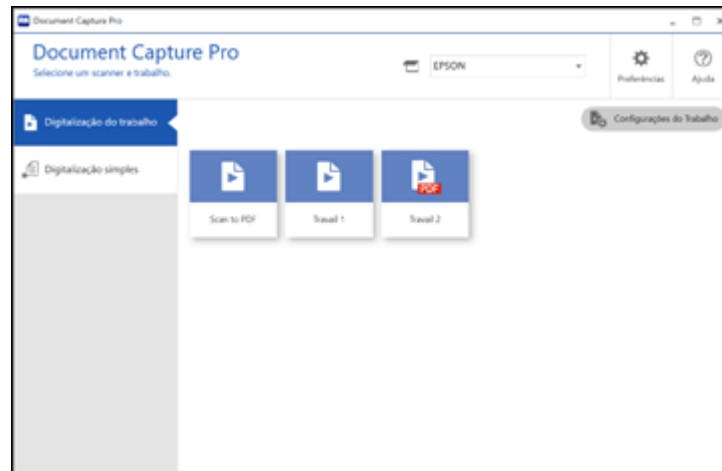 Document Capture Pro
Document Capture Pro
Selecione um scanner e trabalho.
EPSON
Preferências
Ajuda
Digitalização do trabalho
Configurações do Trabalho
Digitalização simples
PDF
Scan to PDF
Travail 1
Travail 2